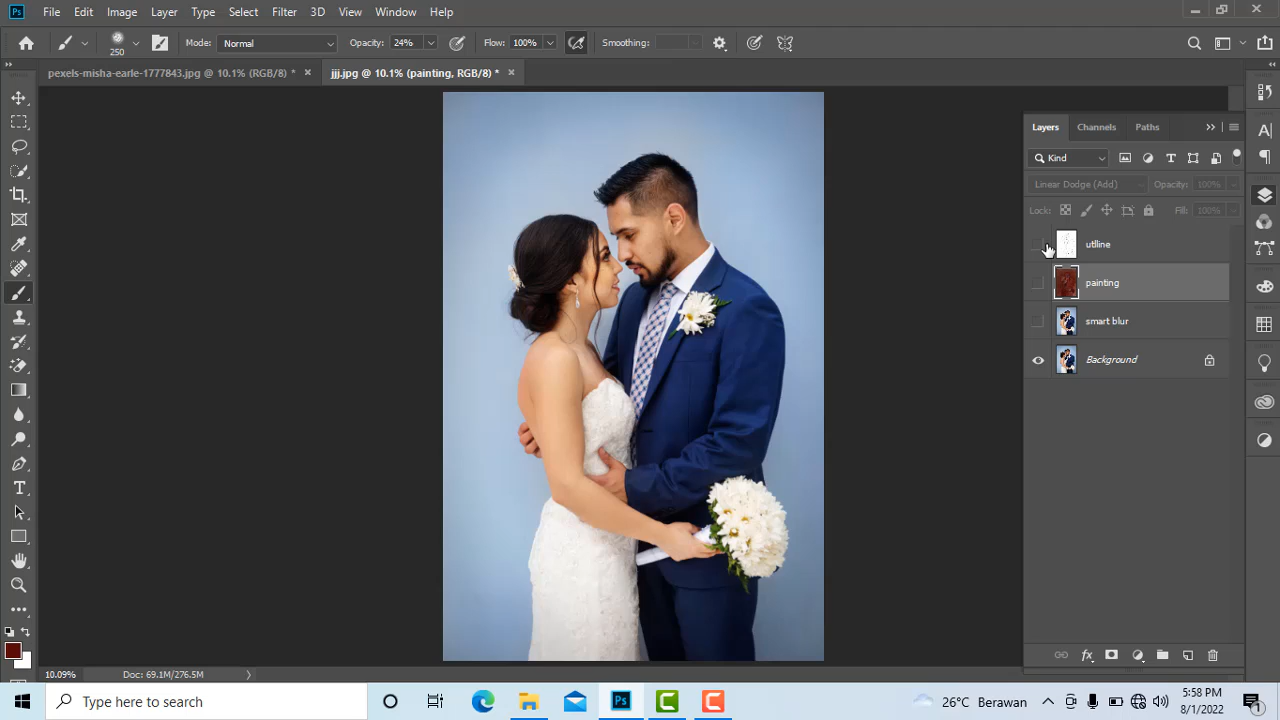 Ps File Edit Image Layer Type Select Filter 3D View Window Help
250 Mode: Normal Opacity: 24% Flow: 100% Smoothing:
pexels-misha-earle-1777843.jpg @ 10.1% (RGB/8) * × jjj.jpg @ 10.1% (painting, RGB/8) * ×
Layers Channels Paths
Kind
Linear Dodge (Add) Opacity: 100%
Lock: Fill: 100%
utline
painting
smart blur
Background
10.09% Doc: 69.1M/276.5M
Type here to search
Ps
26°C Berawan
5:58 PM
8/1/2022
1